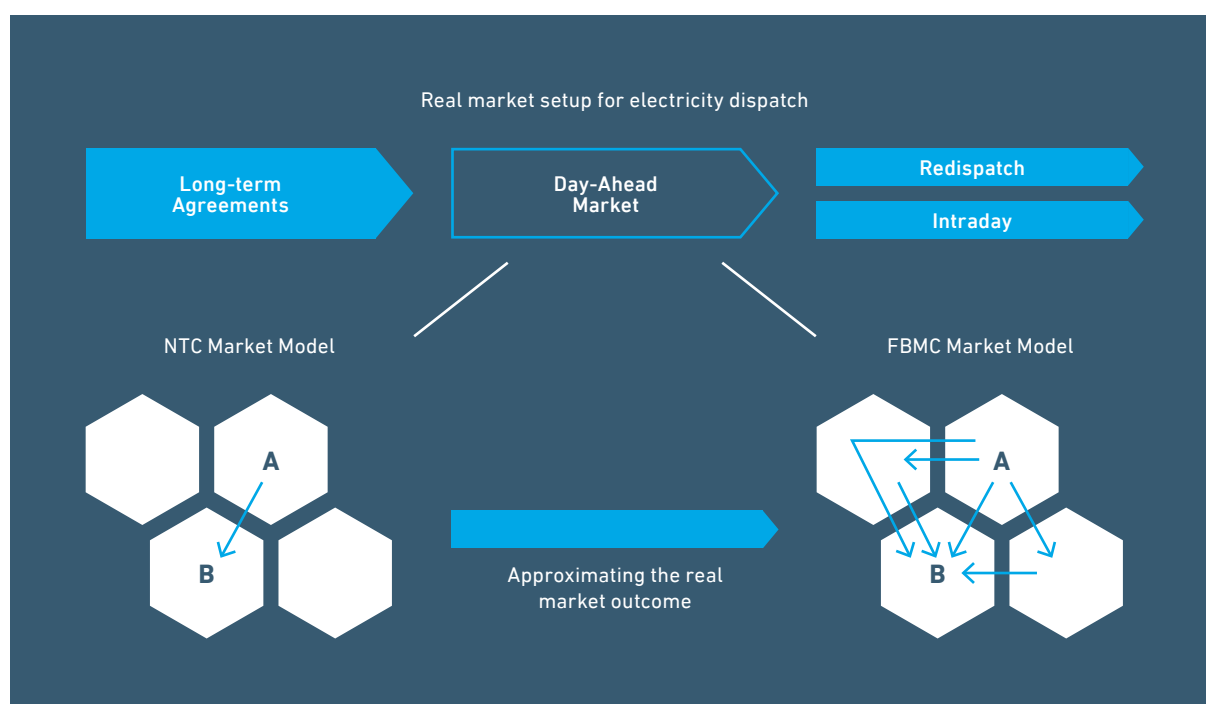 Real market setup for electricity dispatch
Long-term
Agreements
Day-Ahead
Market
Redispatch
Intraday
NTC Market Model
FBMC Market Model
A
B
Approximating the real
market outcome
A
B